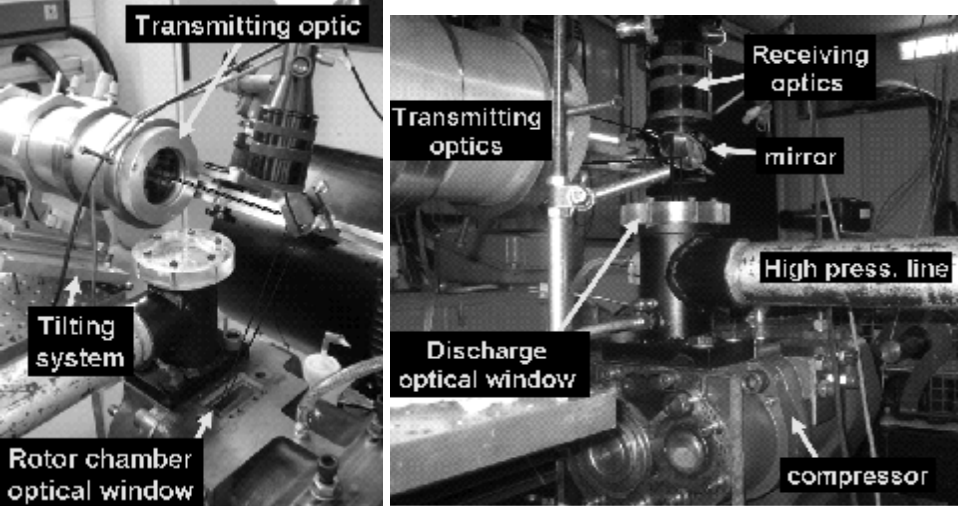 Transmitting optic
Tilting
system
Rotor chamber
optical window
Receiving
optics
Transmitting
optics
mirror
High press. line
Discharge
optical window
compressor